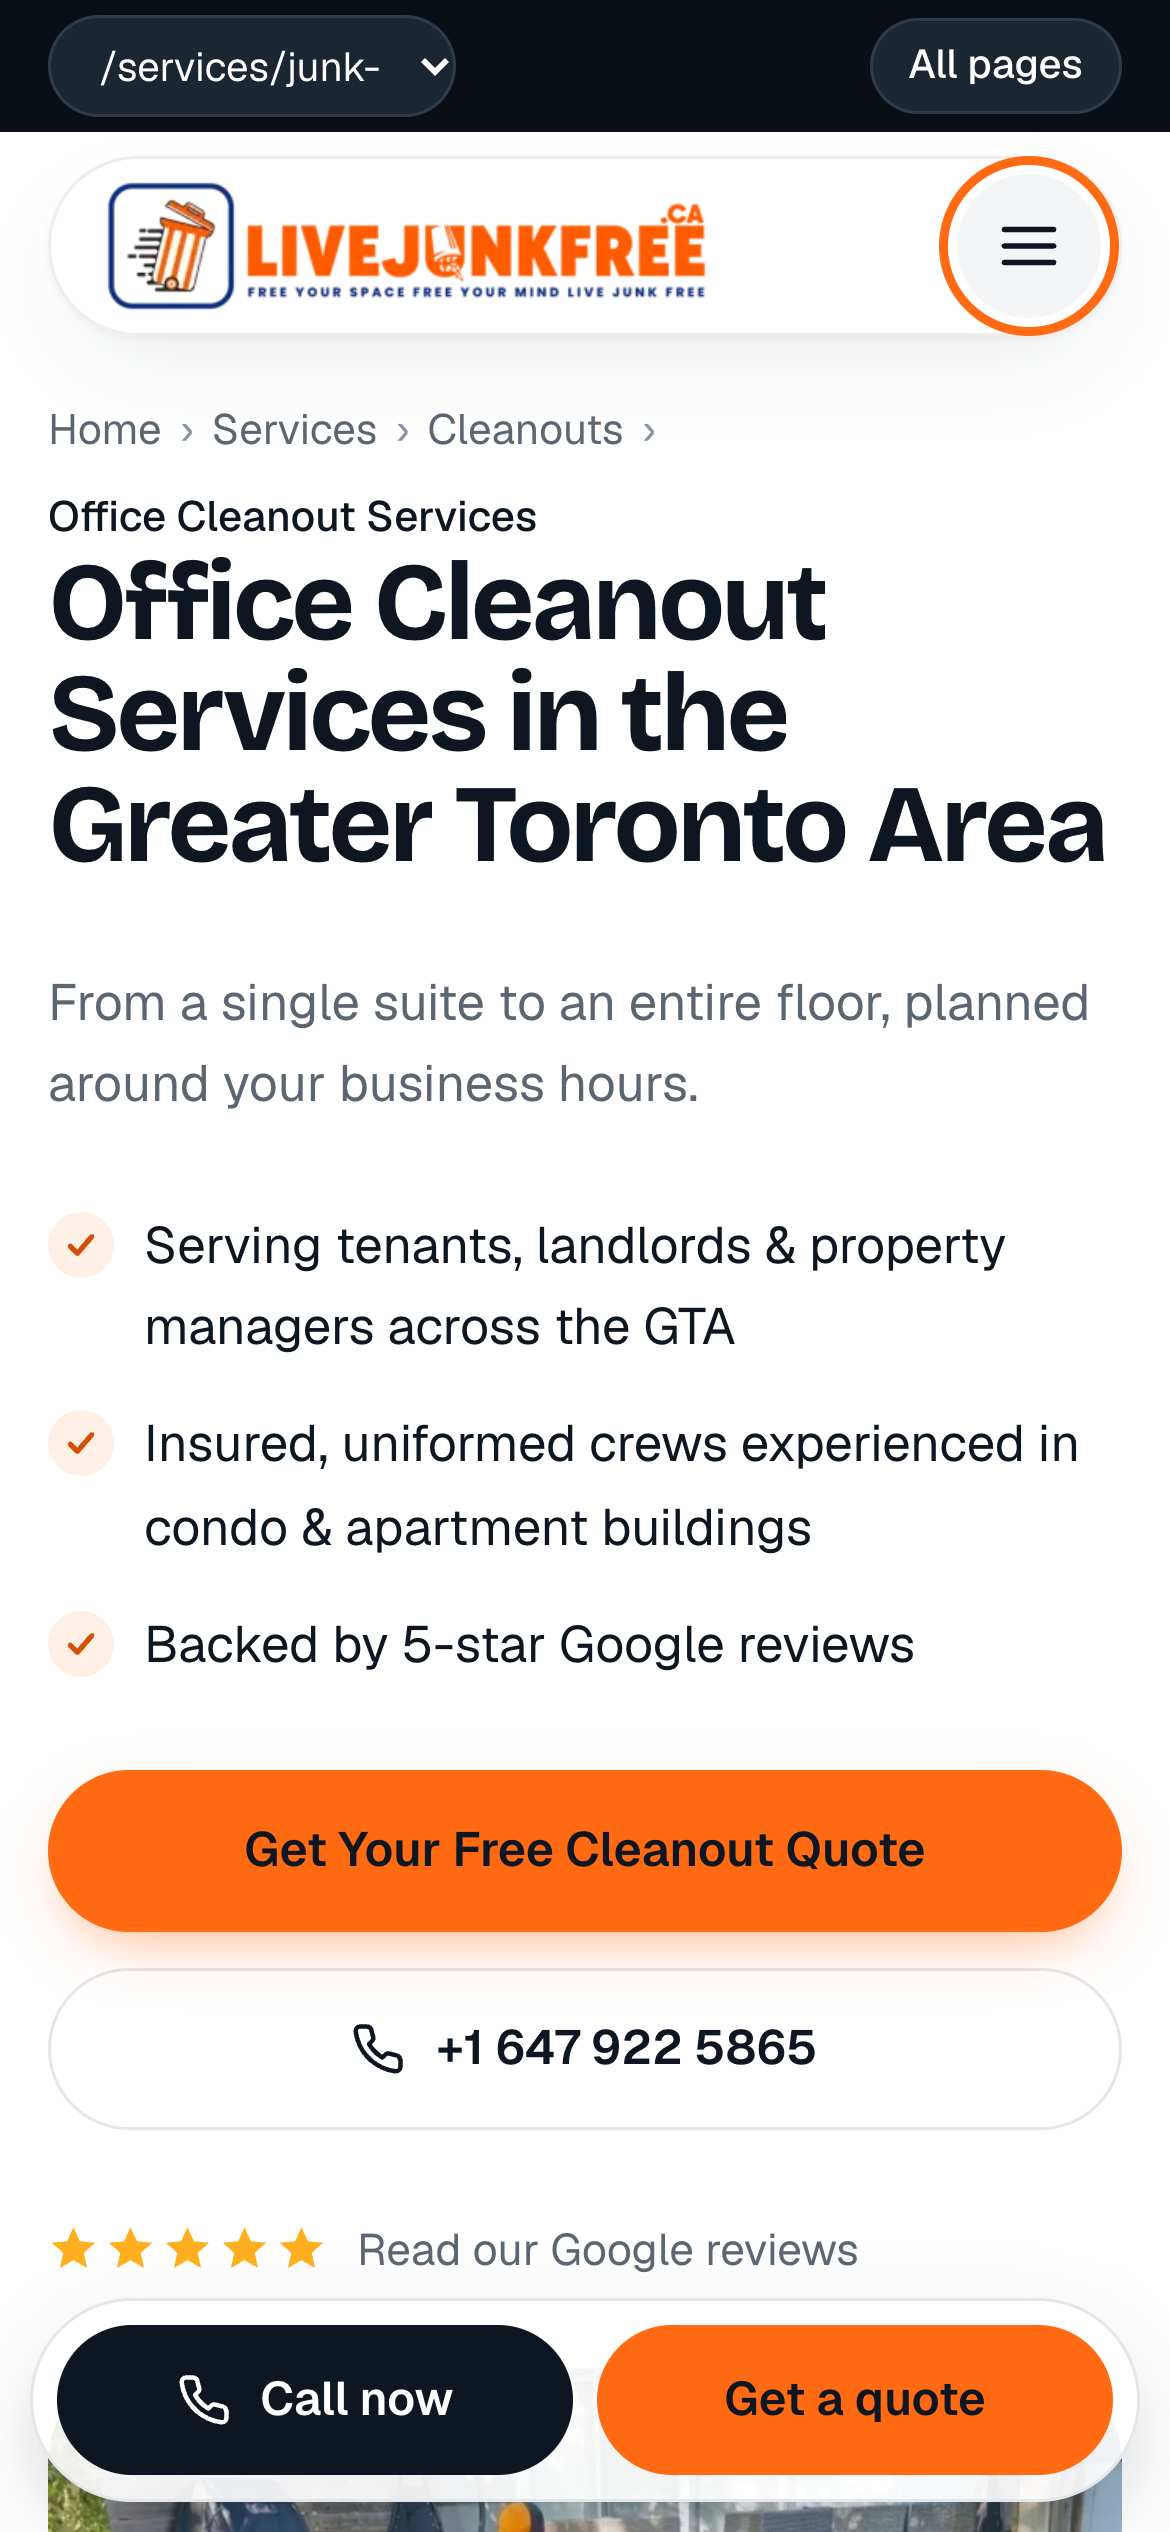 /services/junk-
All pages
LIVEJUNKFREE.CA
FREE YOUR SPACE FREE YOUR MIND LIVE JUNK FREE
Home › Services › Cleanouts ›
Office Cleanout Services
Office Cleanout
Services in the
Greater Toronto Area
From a single suite to an entire floor, planned
around your business hours.
Serving tenants, landlords & property
managers across the GTA
Insured, uniformed crews experienced in
condo & apartment buildings
Backed by 5-star Google reviews
Get Your Free Cleanout Quote
+1 647 922 5865
Read our Google reviews
Call now
Get a quote